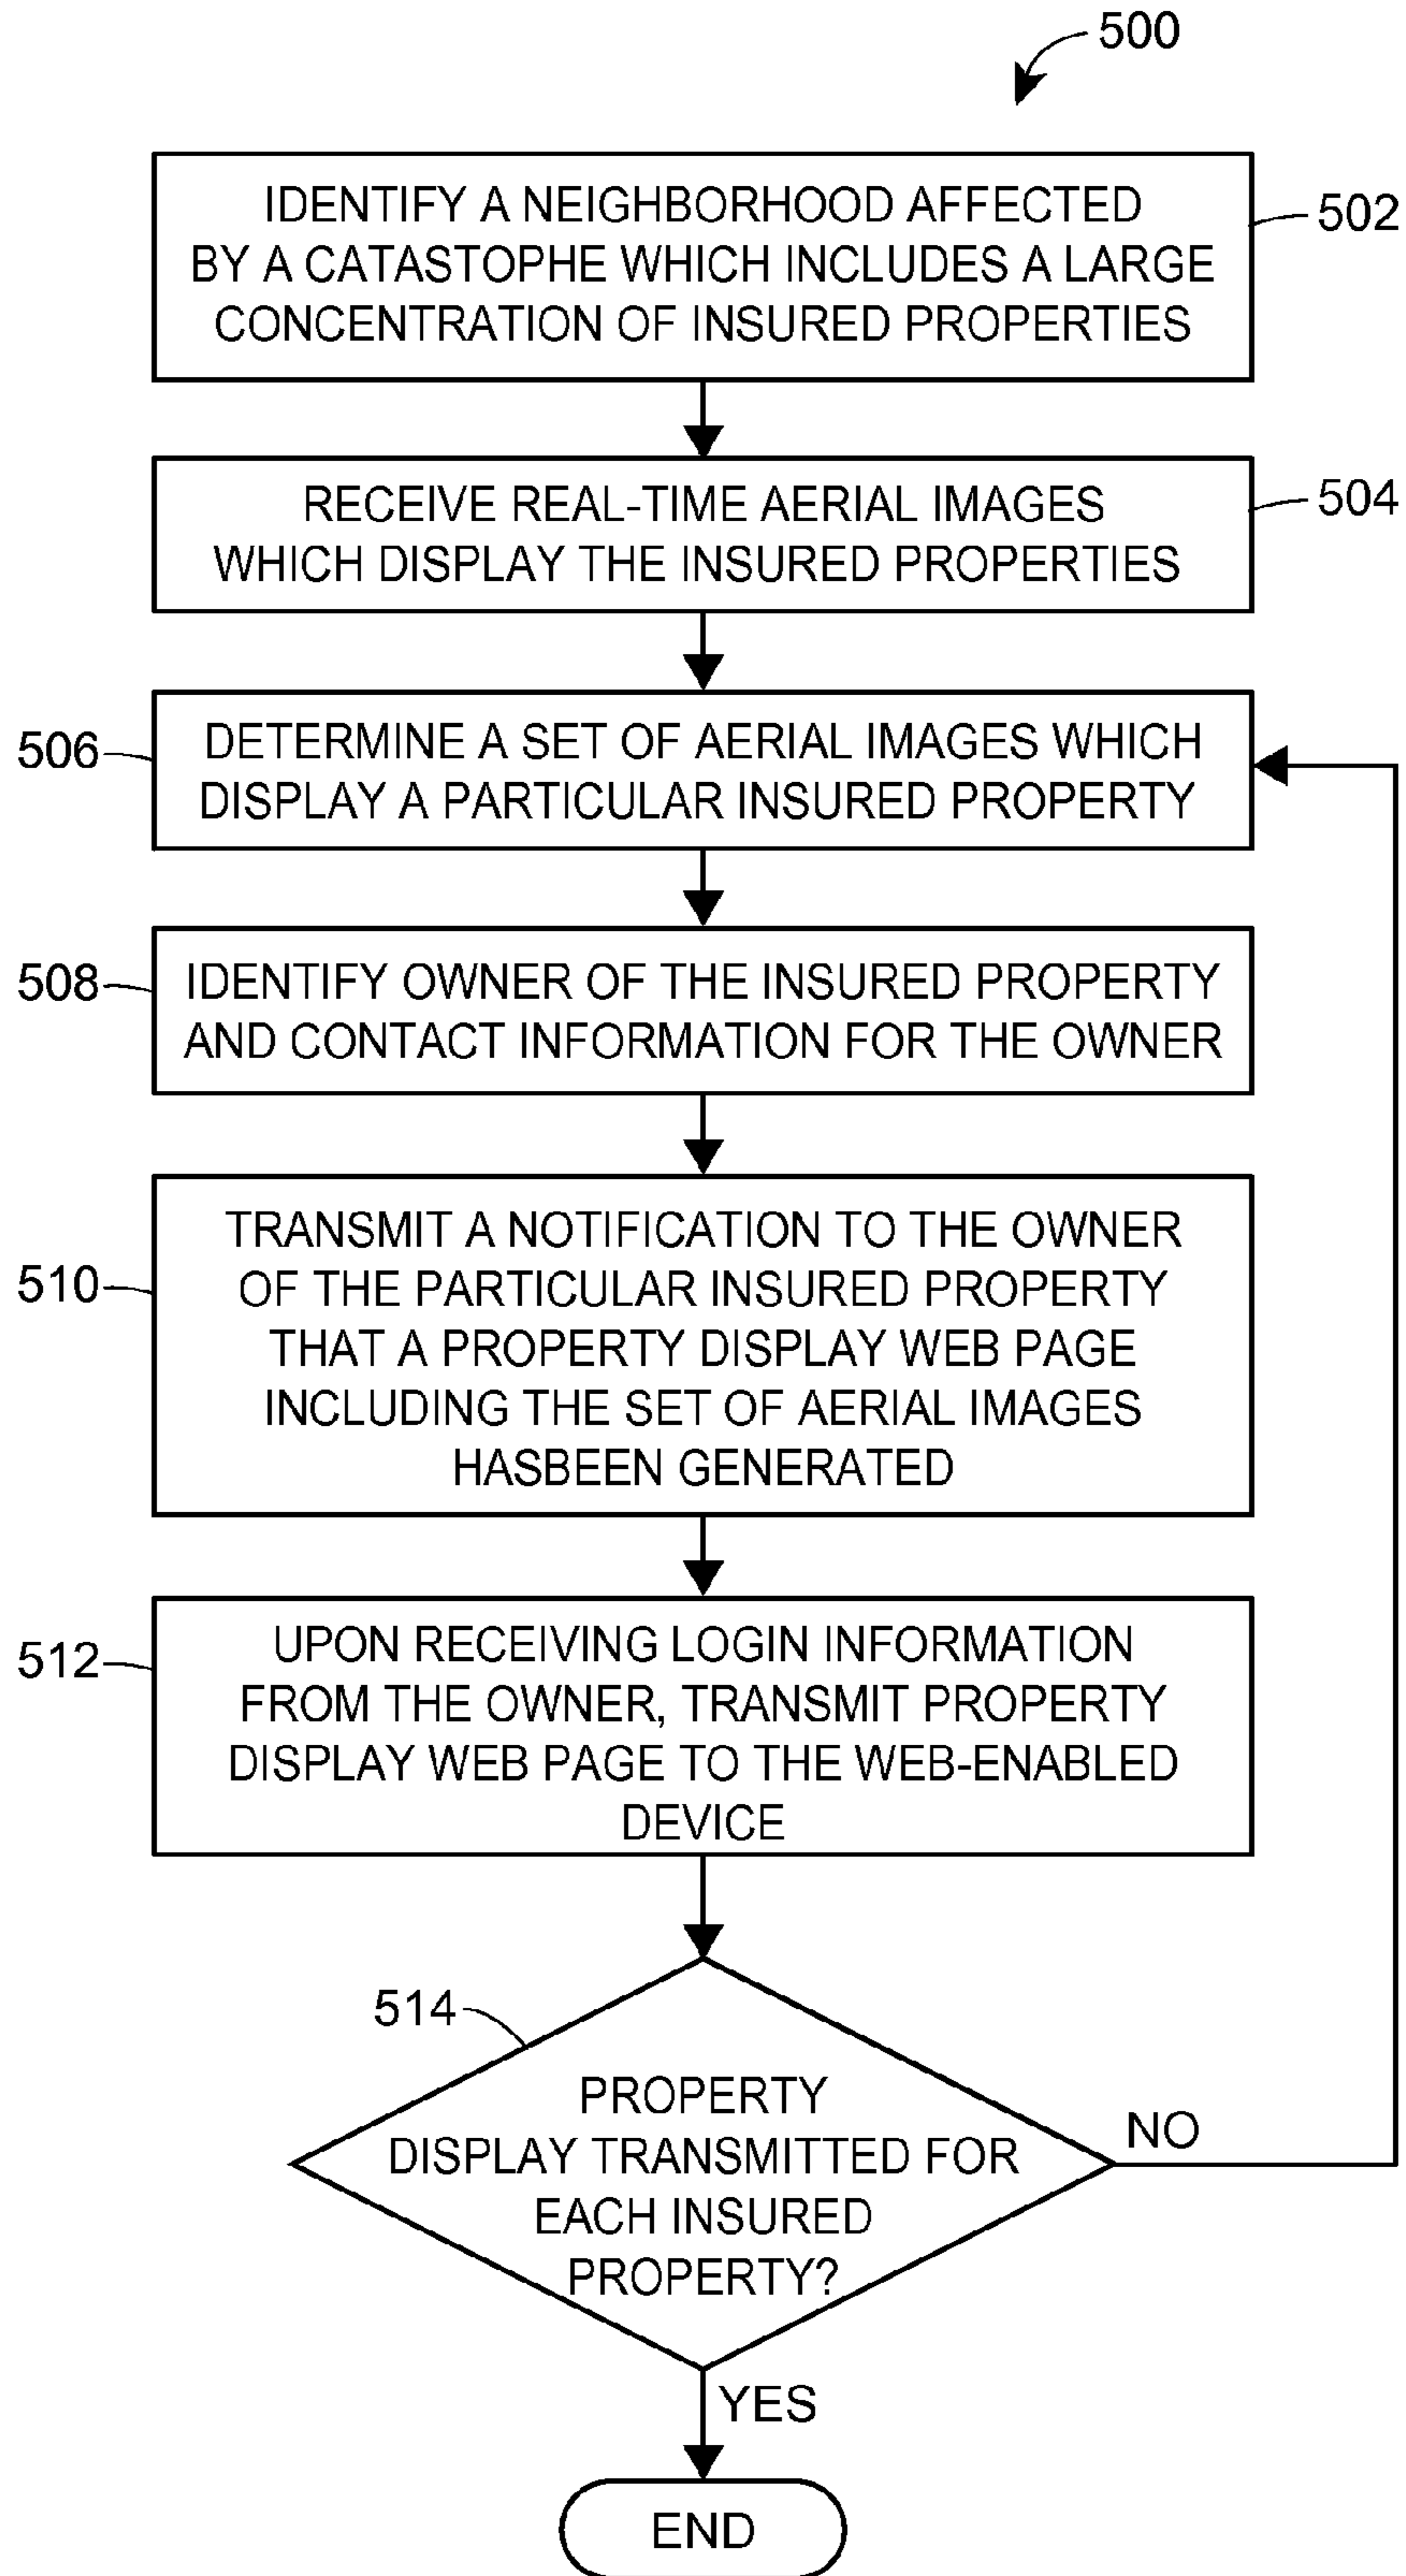 500
IDENTIFY A NEIGHBORHOOD AFFECTED
BY A CATASTOPHE WHICH INCLUDES A LARGE
CONCENTRATION OF INSURED PROPERTIES
502
RECEIVE REAL-TIME AERIAL IMAGES
WHICH DISPLAY THE INSURED PROPERTIES
504
506
DETERMINE A SET OF AERIAL IMAGES WHICH
DISPLAY A PARTICULAR INSURED PROPERTY
508
IDENTIFY OWNER OF THE INSURED PROPERTY
AND CONTACT INFORMATION FOR THE OWNER
510
TRANSMIT A NOTIFICATION TO THE OWNER
OF THE PARTICULAR INSURED PROPERTY
THAT A PROPERTY DISPLAY WEB PAGE
INCLUDING THE SET OF AERIAL IMAGES
HASBEEN GENERATED
512
UPON RECEIVING LOGIN INFORMATION
FROM THE OWNER, TRANSMIT PROPERTY
DISPLAY WEB PAGE TO THE WEB-ENABLED
DEVICE
514
PROPERTY
DISPLAY TRANSMITTED FOR
EACH INSURED
PROPERTY?
NO
YES
END